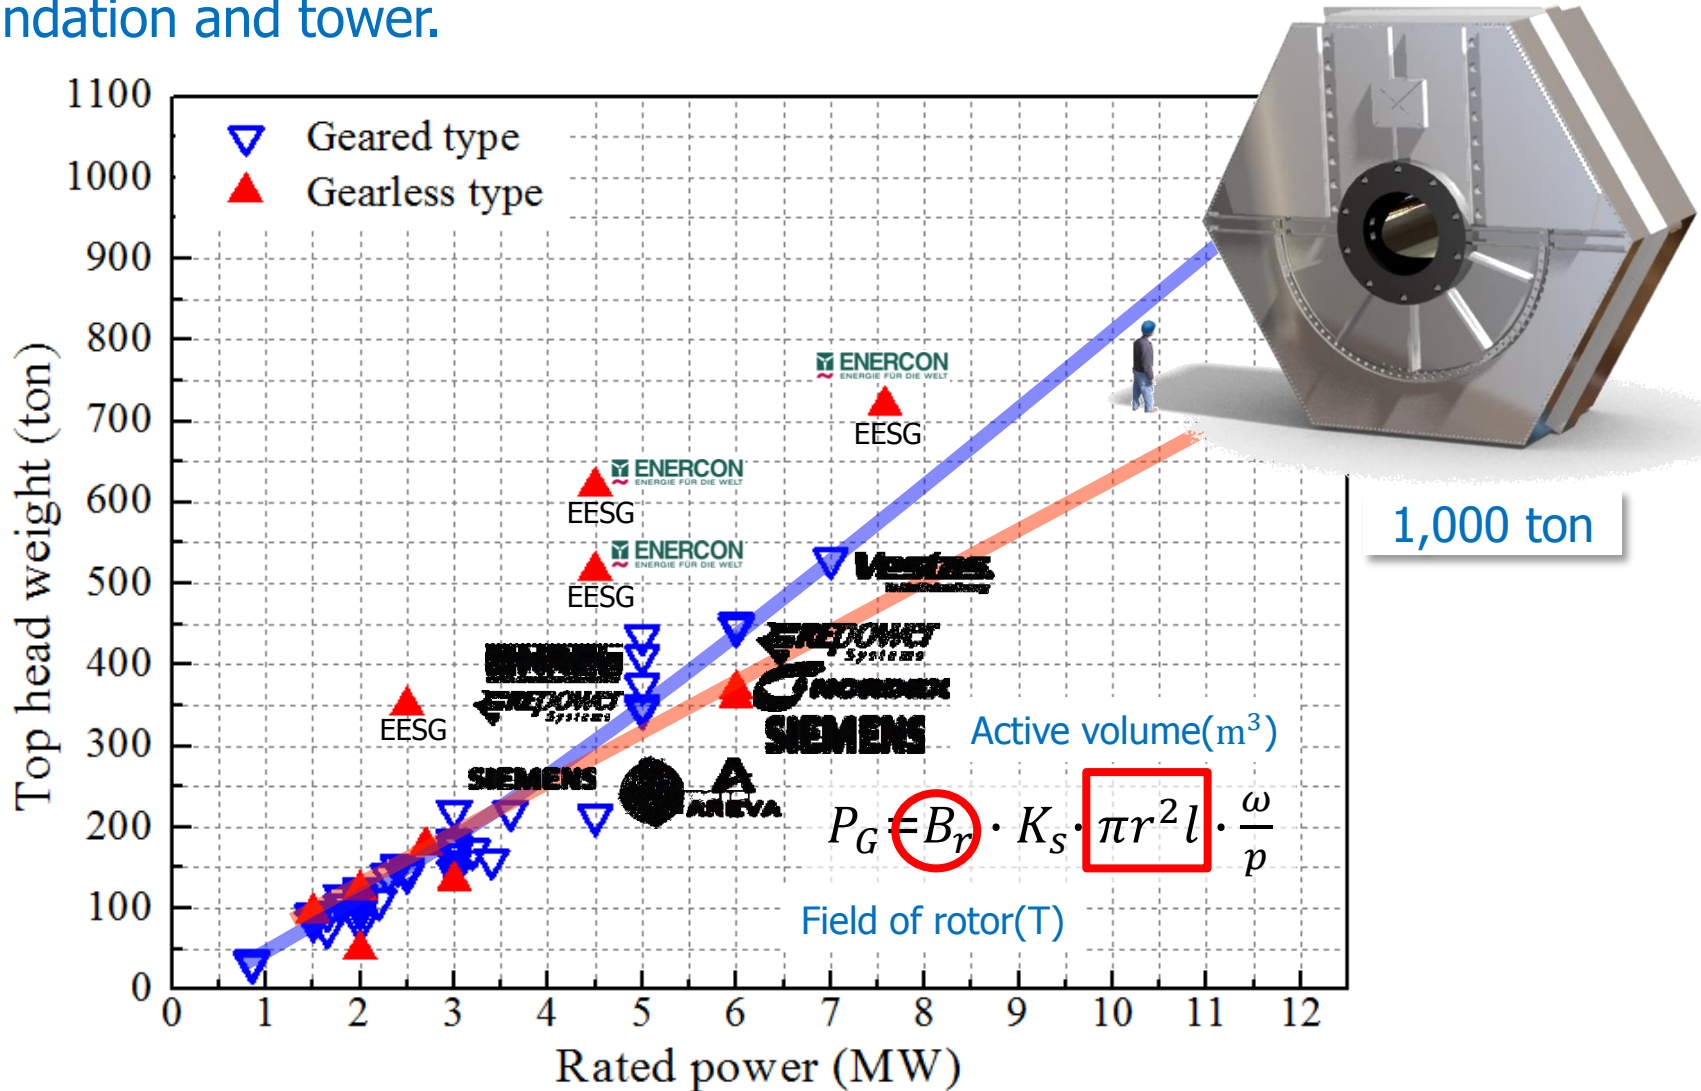 ndation and tower.
1100
1000
900
800
700
600
500
400
300
200
100
0
Top head weight (ton)
Geared type
Gearless type
ENERCON
ENERGIE FÜR DIE WELT
EESG
ENERCON
ENERGIE FÜR DIE WELT
EESG
ENERCON
ENERGIE FÜR DIE WELT
EESG
1,000 ton
Vestas.
REpower
Systems
NORDEX
SIEMENS
REpower
Systems
EESG
SIEMENS
A
AREVA
Active volume(m³)
P_G = B_r · K_s · πr²l · ω/p
Field of rotor(T)
0 1 2 3 4 5 6 7 8 9 10 11 12
Rated power (MW)